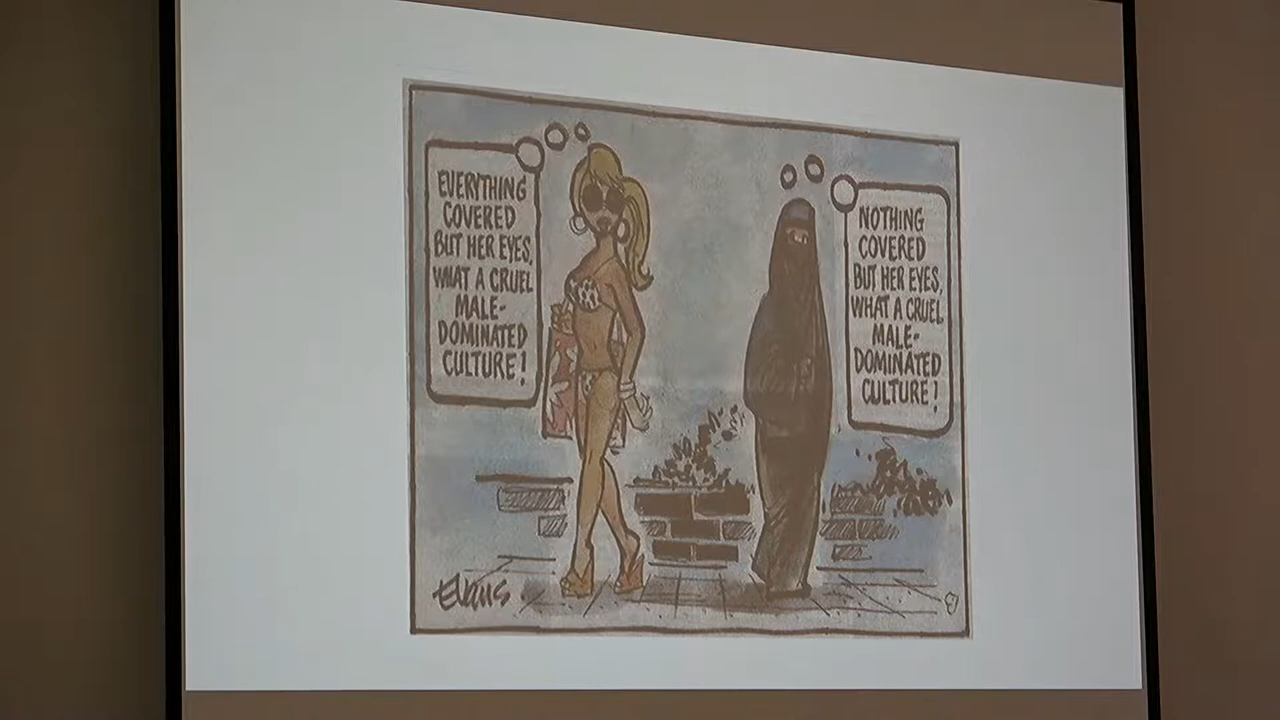 EVERYTHING
COVERED
BUT HER EYES,
WHAT A CRUEL
MALE-
DOMINATED
CULTURE!
NOTHING
COVERED
BUT HER EYES,
WHAT A CRUEL
MALE-
DOMINATED
CULTURE!
Evans